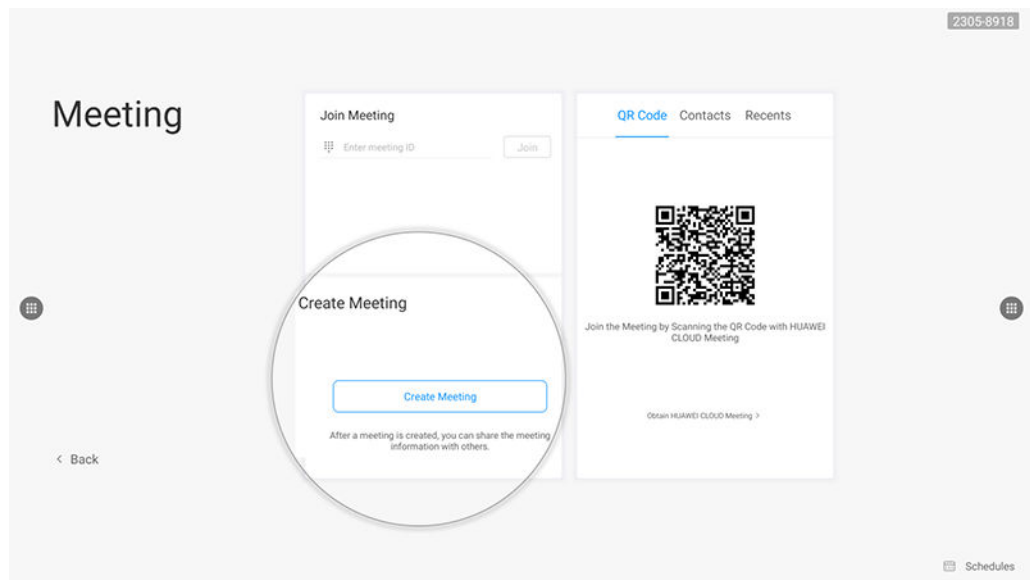 2305-8918
Meeting
Join Meeting
Enter meeting ID
Join
Create Meeting
Create Meeting
After a meeting is created, you can share the meeting
information with others.
QR Code Contacts Recents
Join the Meeting by Scanning the QR Code with HUAWEI
CLOUD Meeting
Obtain HUAWEI CLOUD Meeting >
< Back
Schedules